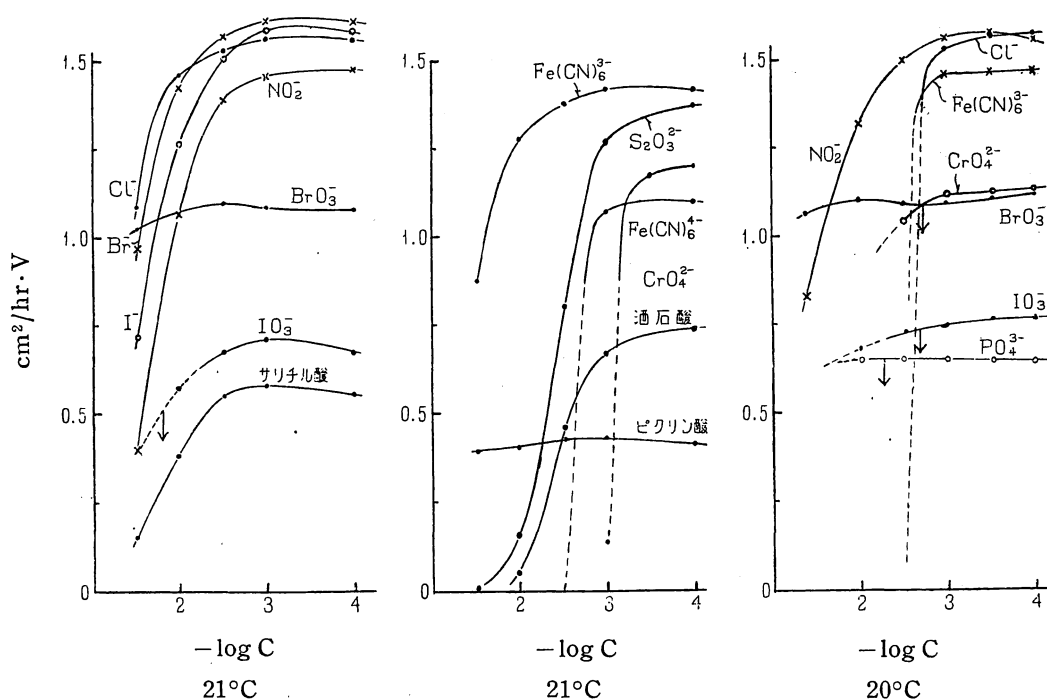 cm²/hr·V
1.5
1.0
0.5
0
Cl⁻
Br⁻
I⁻
NO₂⁻
BrO₃⁻
IO₃⁻
サリチル酸
2
3
4
−log C
21°C
1.5
1.0
0.5
0
Fe(CN)₆³⁻
S₂O₃²⁻
Fe(CN)₆⁴⁻
CrO₄²⁻
酒石酸
ピクリン酸
2
3
4
−log C
21°C
1.5
1.0
0.5
0
Cl⁻
Fe(CN)₆³⁻
NO₂⁻
CrO₄²⁻
BrO₃⁻
IO₃⁻
PO₄³⁻
2
3
4
−log C
20°C